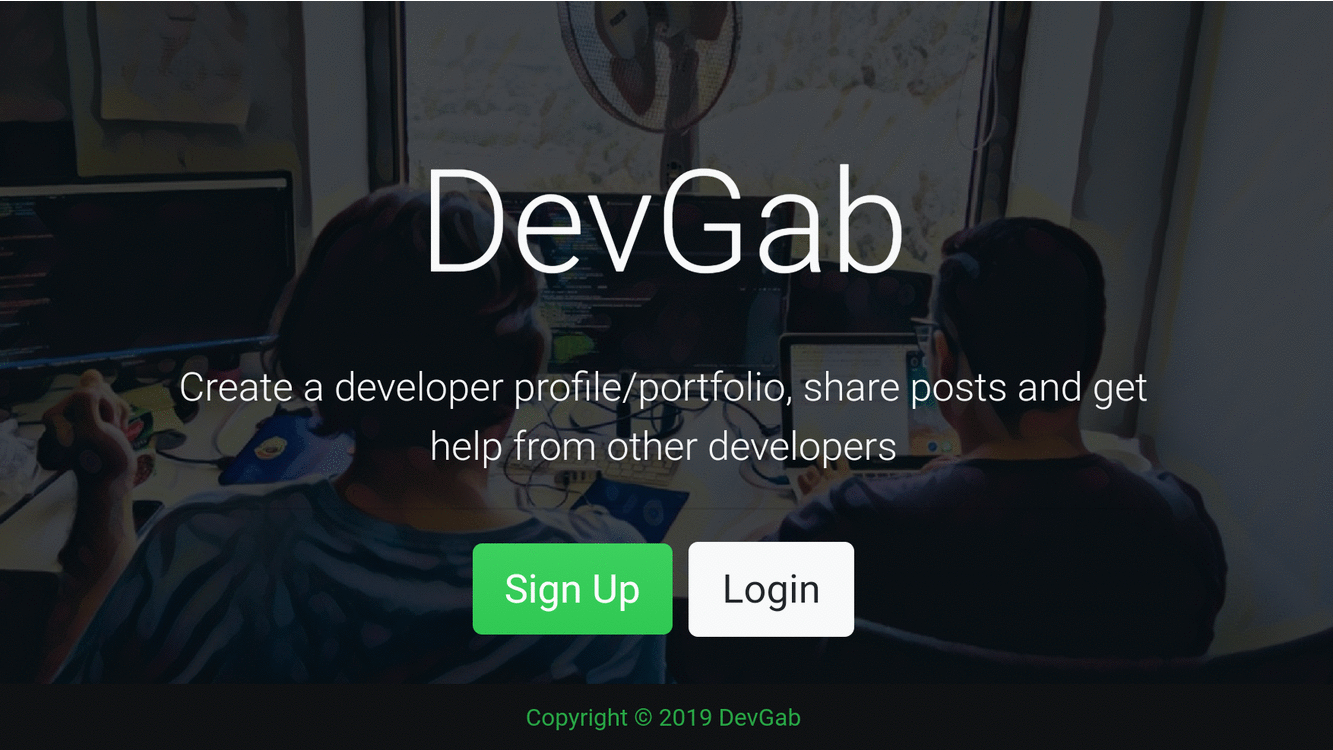 DevGab
Create a developer profile/portfolio, share posts and get
help from other developers
Sign Up
Login
Copyright © 2019 DevGab